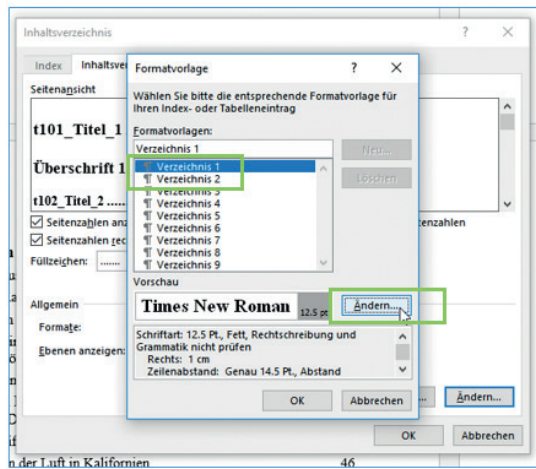 Inhaltsverzeichnis ? ×
Index Inhaltsver
Seitenansicht
t101_Titel_1
Überschrift 1
t102_Titel_2 .....
Seitenzahlen anz
Seitenzahlen rec
tenzahlen
Füllzeichen: .......
Allgemein
Formate:
Ebenen anzeigen:
Ändern...
OK Abbrechen
Formatvorlage ? ×
Wählen Sie bitte die entsprechende Formatvorlage für
Ihren Index- oder Tabelleneintrag
Formatvorlagen:
Verzeichnis 1 Neu...
¶ Verzeichnis 1 Löschen
¶ Verzeichnis 2
¶ Verzeichnis 3
¶ Verzeichnis 4
¶ Verzeichnis 5
¶ Verzeichnis 6
¶ Verzeichnis 7
¶ Verzeichnis 8
¶ Verzeichnis 9
Vorschau
Times New Roman 12.5 pt Ändern...
Schriftart: 12.5 Pt., Fett, Rechtschreibung und
Grammatik nicht prüfen
Rechts: 1 cm
Zeilenabstand: Genau 14.5 Pt., Abstand
OK Abbrechen
n der Luft in Kalifornien 46